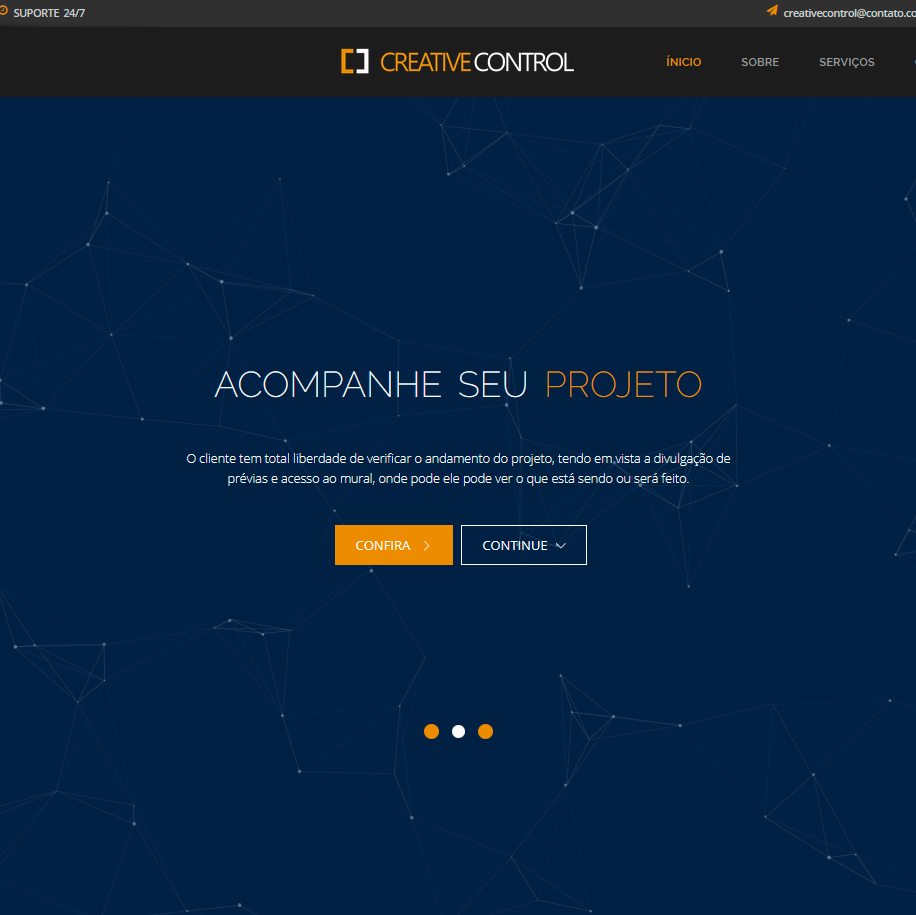 SUPORTE 24/7
creativecontrol@contato.co
CREATIVE CONTROL
ÍNICIO
SOBRE
SERVIÇOS
ACOMPANHE SEU PROJETO
O cliente tem total liberdade de verificar o andamento do projeto, tendo em vista a divulgação de
prévias e acesso ao mural, onde pode ele pode ver o que está sendo ou será feito.
CONFIRA
CONTINUE